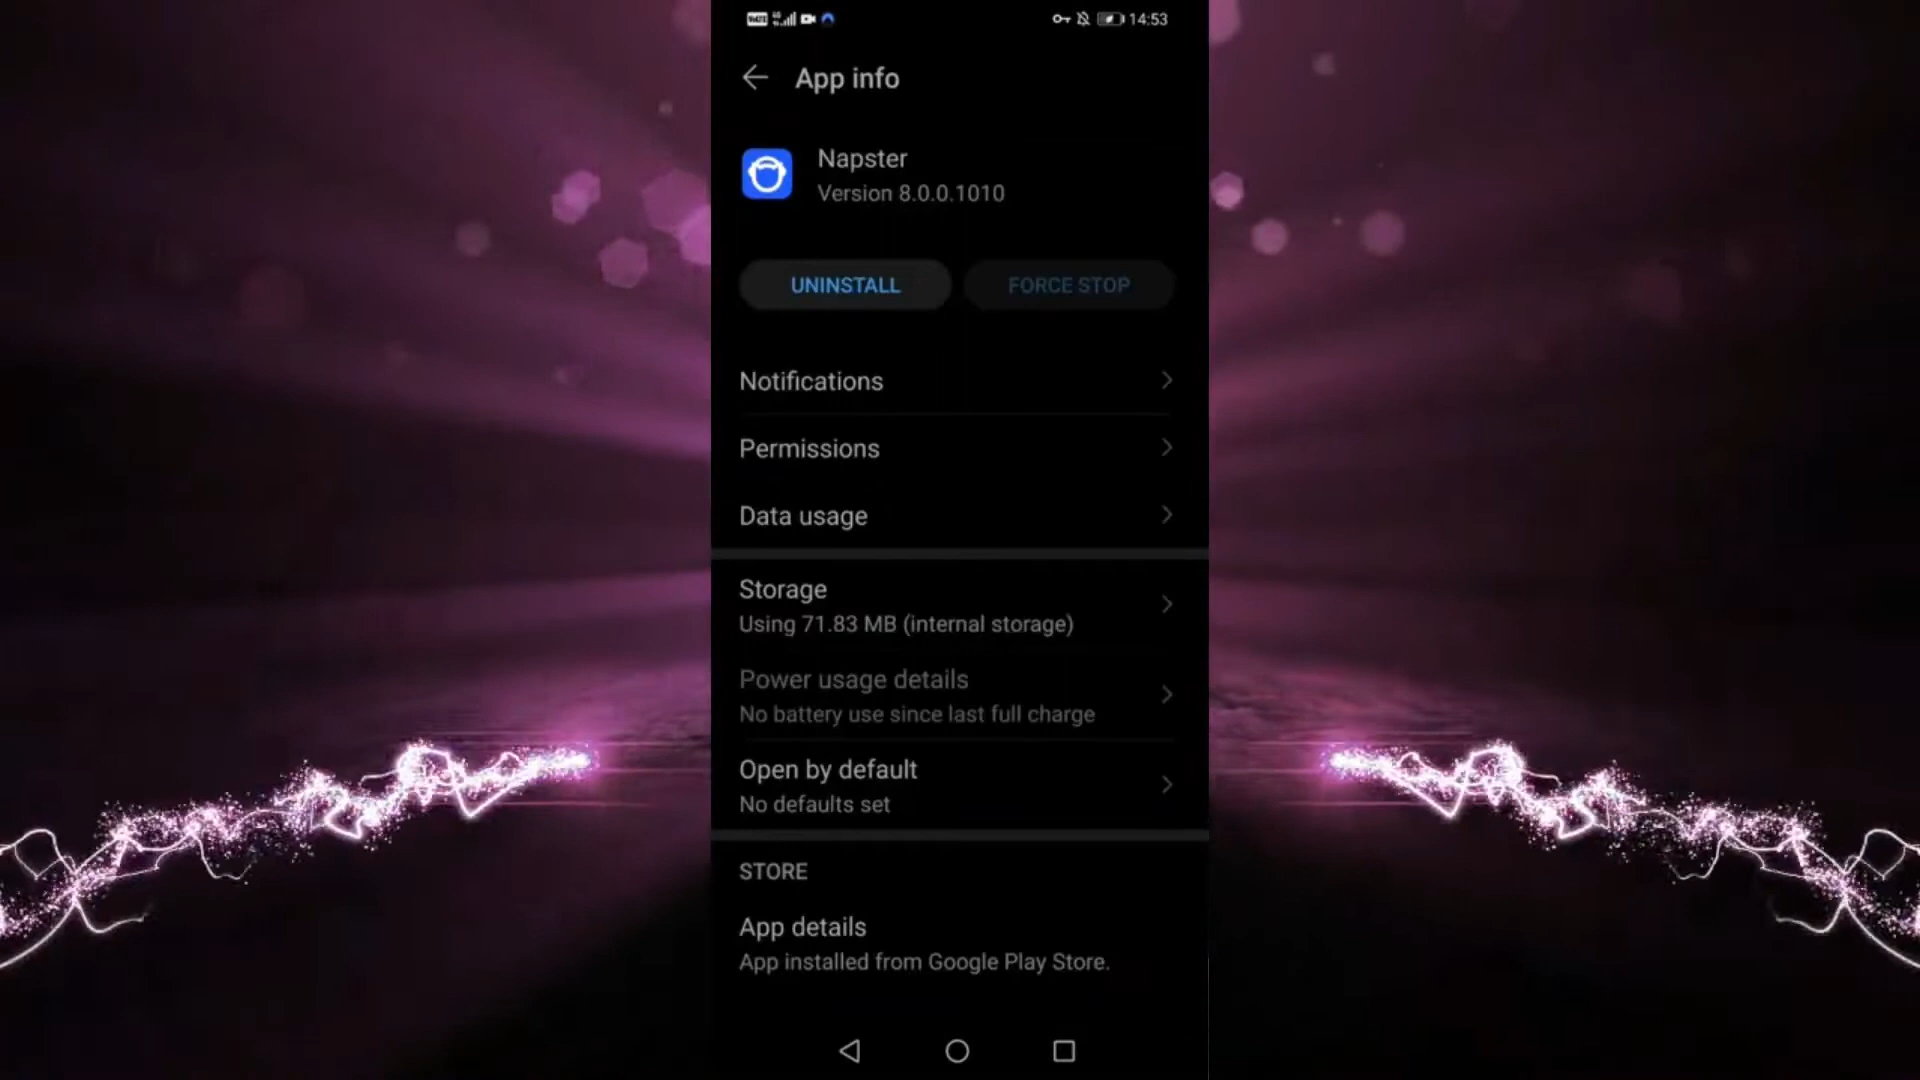 14:53
App info
Napster
Version 8.0.0.1010
UNINSTALL
FORCE STOP
Notifications
Permissions
Data usage
Storage
Using 71.83 MB (internal storage)
Power usage details
No battery use since last full charge
Open by default
No defaults set
STORE
App details
App installed from Google Play Store.